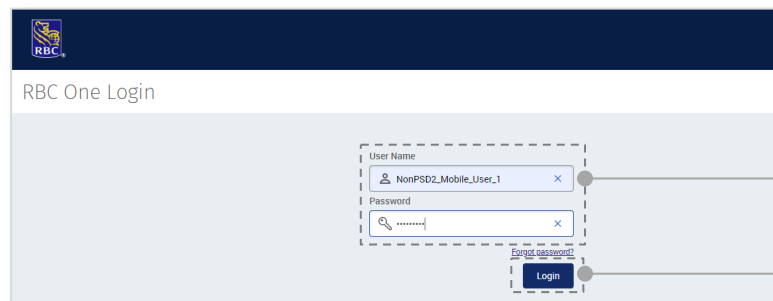 RBC
RBC One Login
User Name
NonPSD2_Mobile_User_1
Password
Forgot password?
Login